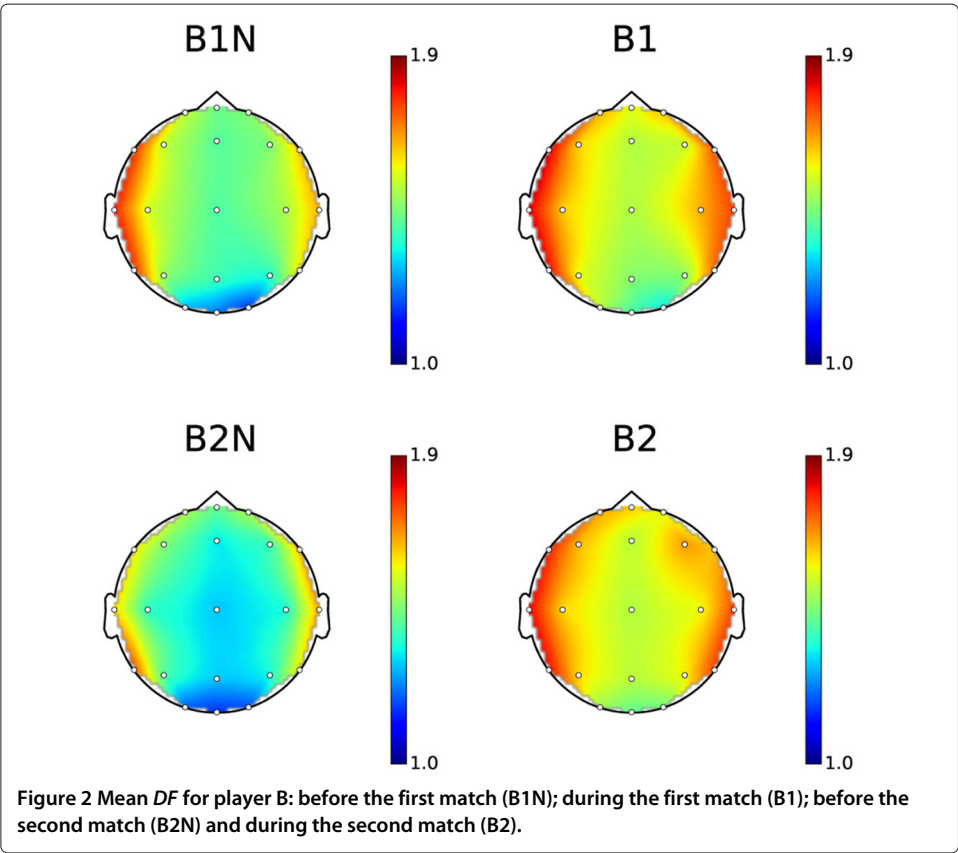 B1N
B1
1.9
1.9
1.0
1.0
B2N
B2
1.9
1.9
1.0
1.0
Figure 2 Mean DF for player B: before the first match (B1N); during the first match (B1); before the
second match (B2N) and during the second match (B2).